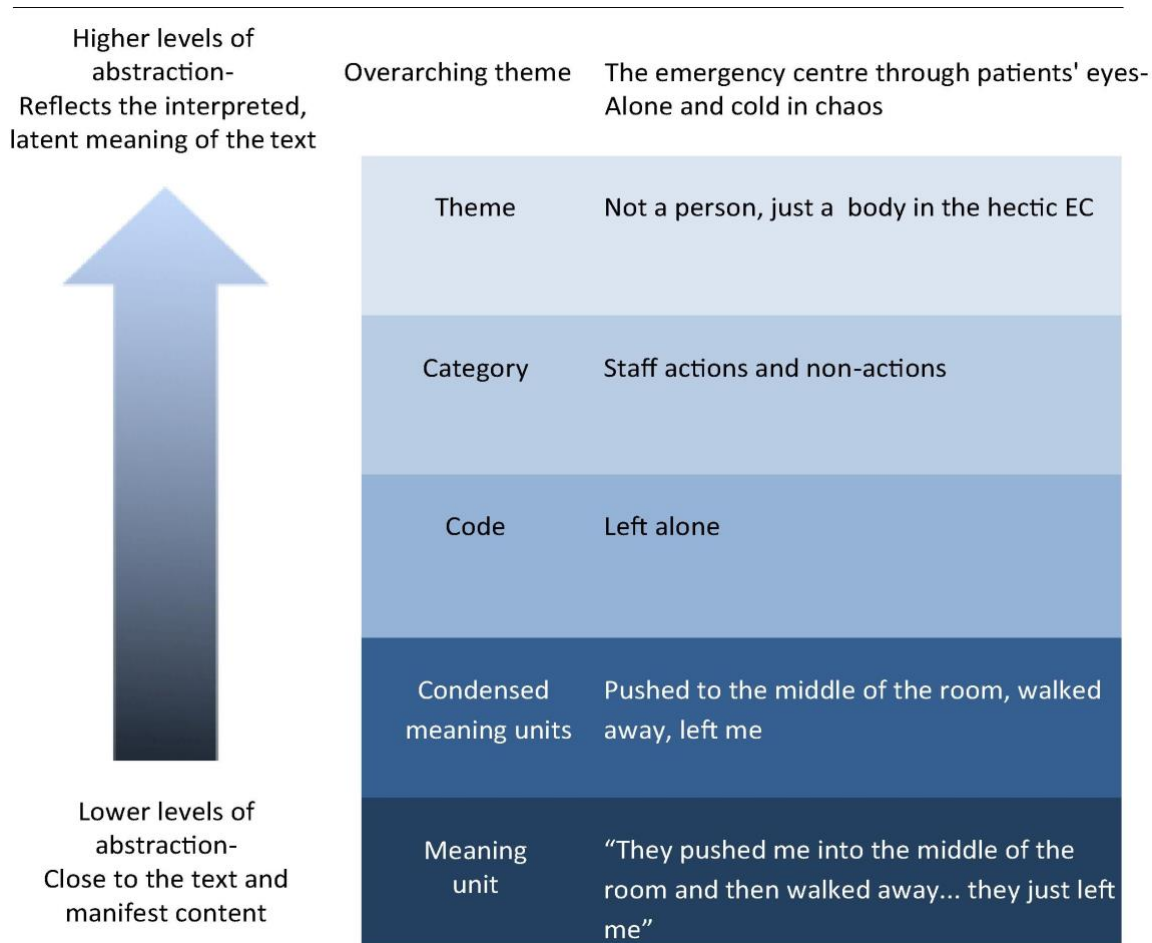 Higher levels of
abstraction-
Reflects the interpreted,
latent meaning of the text
Overarching theme
The emergency centre through patients' eyes-
Alone and cold in chaos
Theme
Not a person, just a body in the hectic EC
Category
Staff actions and non-actions
Code
Left alone
Condensed
meaning units
Pushed to the middle of the room, walked
away, left me
Lower levels of
abstraction-
Close to the text and
manifest content
Meaning
unit
“They pushed me into the middle of the
room and then walked away... they just left
me”